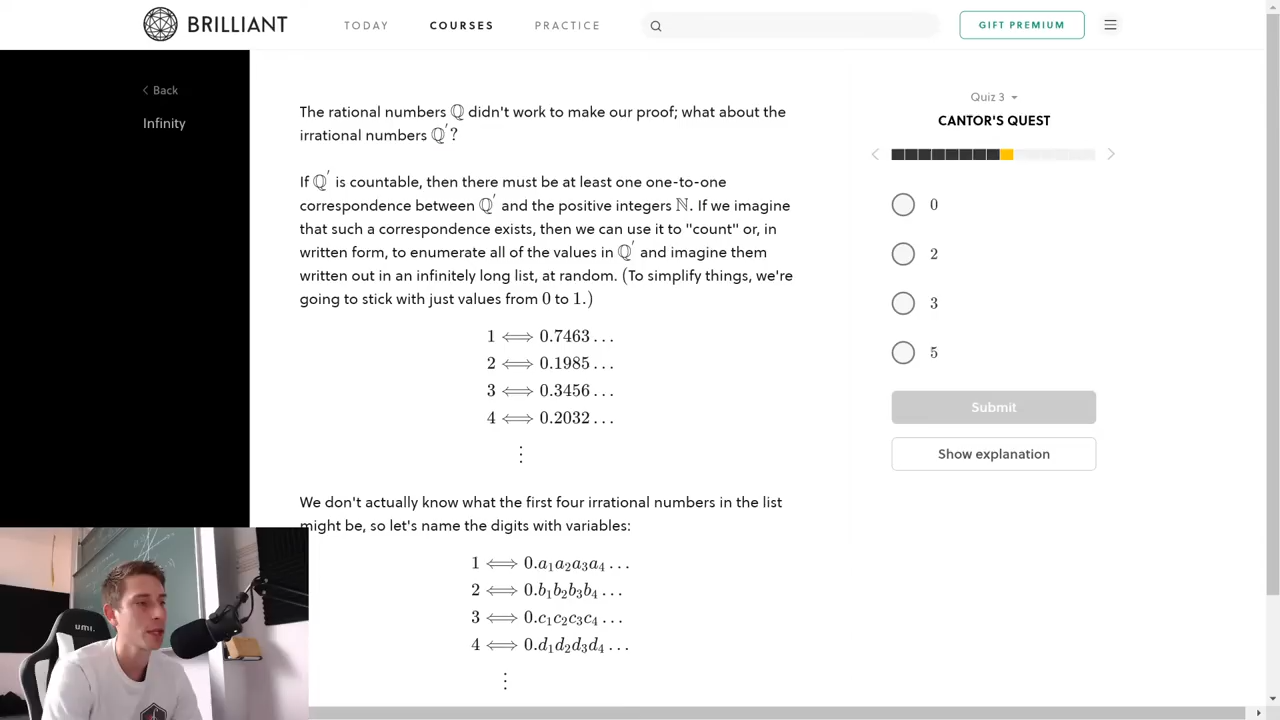 BRILLIANT TODAY COURSES PRACTICE GIFT PREMIUM
Back
Infinity
The rational numbers ℚ didn't work to make our proof; what about the
irrational numbers ℚ′?
If ℚ′ is countable, then there must be at least one one-to-one
correspondence between ℚ′ and the positive integers ℕ. If we imagine
that such a correspondence exists, then we can use it to "count" or, in
written form, to enumerate all of the values in ℚ′ and imagine them
written out in an infinitely long list, at random. (To simplify things, we're
going to stick with just values from 0 to 1.)
1 ⟺ 0.7463...
2 ⟺ 0.1985...
3 ⟺ 0.3456...
4 ⟺ 0.2032...
⋮
We don't actually know what the first four irrational numbers in the list
might be, so let's name the digits with variables:
1 ⟺ 0.a₁a₂a₃a₄...
2 ⟺ 0.b₁b₂b₃b₄...
3 ⟺ 0.c₁c₂c₃c₄...
4 ⟺ 0.d₁d₂d₃d₄...
⋮
Quiz 3
CANTOR'S QUEST
0
2
3
5
Submit
Show explanation
umi.